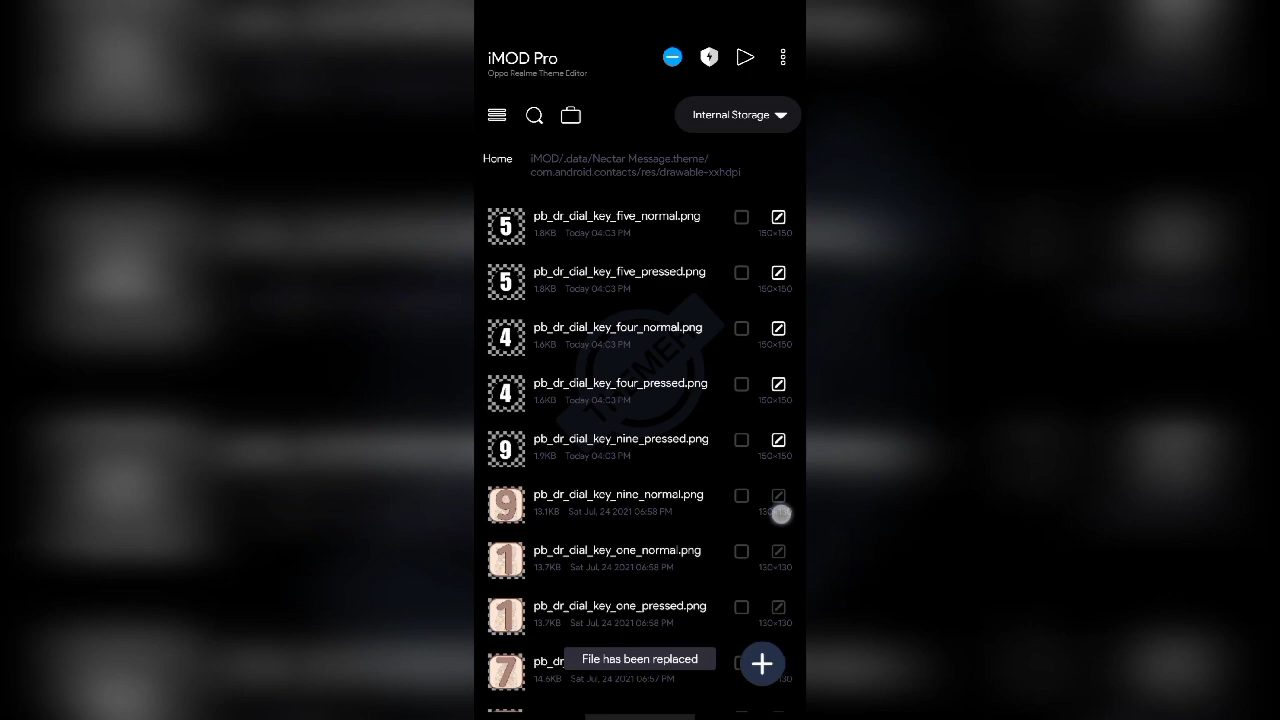 iMOD Pro
Oppo Realme Theme Editor
Internal Storage
Home
iMOD/.data/Nectar Message.theme/
com.android.contacts/res/drawable-xxhdpi
5
pb_dr_dial_key_five_normal.png
1.8KB Today 04:03 PM
150×150
5
pb_dr_dial_key_five_pressed.png
1.8KB Today 04:03 PM
150×150
4
pb_dr_dial_key_four_normal.png
1.6KB Today 04:03 PM
150×150
4
pb_dr_dial_key_four_pressed.png
1.6KB Today 04:03 PM
150×150
9
pb_dr_dial_key_nine_pressed.png
1.9KB Today 04:03 PM
150×150
9
pb_dr_dial_key_nine_normal.png
13.1KB Sat Jul, 24 2021 06:58 PM
1
pb_dr_dial_key_one_normal.png
13.7KB Sat Jul, 24 2021 06:58 PM
130×130
1
pb_dr_dial_key_one_pressed.png
13.7KB Sat Jul, 24 2021 06:58 PM
130×130
7
File has been replaced
14.6KB Sat Jul, 24 2021 06:57 PM
THEMER